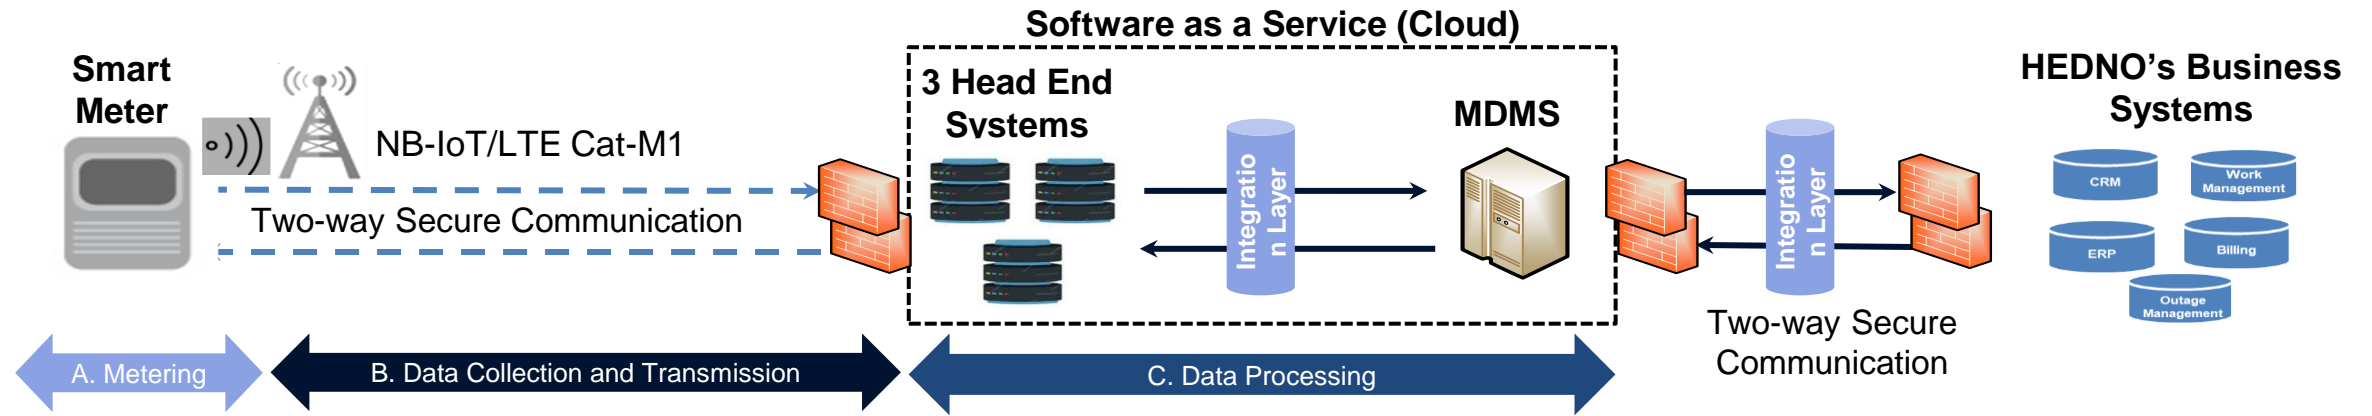 Software as a Service (Cloud)
Smart
Meter
NB-IoT/LTE Cat-M1
Two-way Secure Communication
3 Head End
Systems
Integratio
n Layer
MDMS
Integratio
n Layer
Two-way Secure
Communication
HEDNO's Business
Systems
CRM
Work
Management
ERP
Billing
Outage
Management
A. Metering
B. Data Collection and Transmission
C. Data Processing